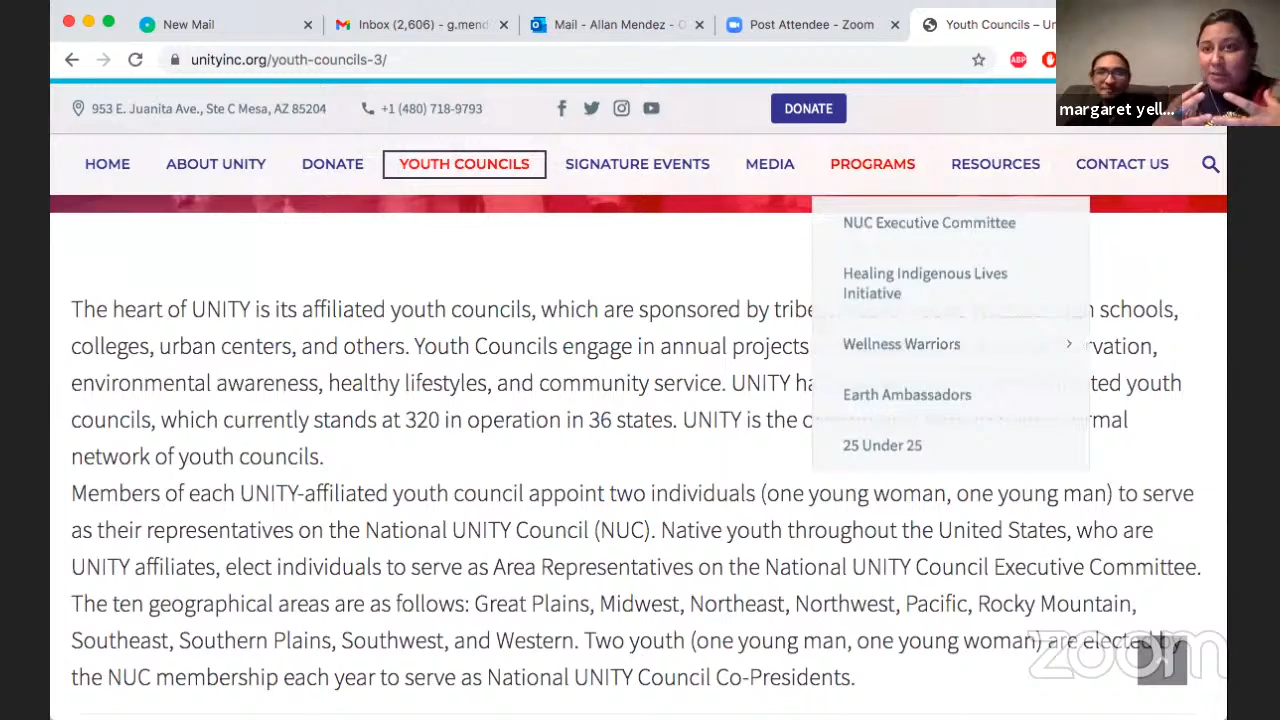 New Mail
Inbox (2,606) - g.mend
Mail - Allan Mendez - O
Post Attendee - Zoom
Youth Councils – Un
unityinc.org/youth-councils-3/
ABP
margaret yell...
953 E. Juanita Ave., Ste C Mesa, AZ 85204
+1 (480) 718-9793
DONATE
HOME ABOUT UNITY DONATE YOUTH COUNCILS SIGNATURE EVENTS MEDIA PROGRAMS RESOURCES CONTACT US
NUC Executive Committee
Healing Indigenous Lives
Initiative
Wellness Warriors
Earth Ambassadors
25 Under 25
The heart of UNITY is its affiliated youth councils, which are sponsored by tribe schools,
colleges, urban centers, and others. Youth Councils engage in annual projects rvation,
environmental awareness, healthy lifestyles, and community service. UNITY ha ted youth
councils, which currently stands at 320 in operation in 36 states. UNITY is the o rmal
network of youth councils.
Members of each UNITY-affiliated youth council appoint two individuals (one young woman, one young man) to serve
as their representatives on the National UNITY Council (NUC). Native youth throughout the United States, who are
UNITY affiliates, elect individuals to serve as Area Representatives on the National UNITY Council Executive Committee.
The ten geographical areas are as follows: Great Plains, Midwest, Northeast, Northwest, Pacific, Rocky Mountain,
Southeast, Southern Plains, Southwest, and Western. Two youth (one young man, one young woman) are elected by
the NUC membership each year to serve as National UNITY Council Co-Presidents.
zoom